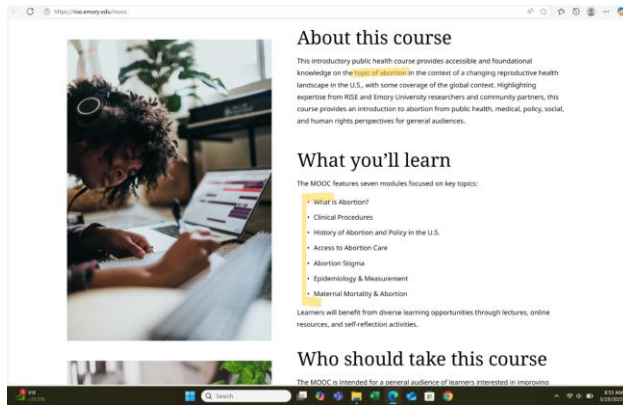 https://rise.emory.edu/mooc
About this course
This introductory public health course provides accessible and foundational
knowledge on the topic of abortion in the context of a changing reproductive health
landscape in the U.S., with some coverage of the global context. Highlighting
expertise from RISE and Emory University researchers and community partners, this
course provides an introduction to abortion from public health, medical, policy, social,
and human rights perspectives for general audiences.
What you’ll learn
The MOOC features seven modules focused on key topics:
• What is Abortion?
• Clinical Procedures
• History of Abortion and Policy in the U.S.
• Access to Abortion Care
• Abortion Stigma
• Epidemiology & Measurement
• Maternal Mortality & Abortion
Learners will benefit from diverse learning opportunities through lectures, online
resources, and self-reflection activities.
Who should take this course
The MOOC is intended for a general audience of learners interested in improving
VIX
Search
8:55 AM